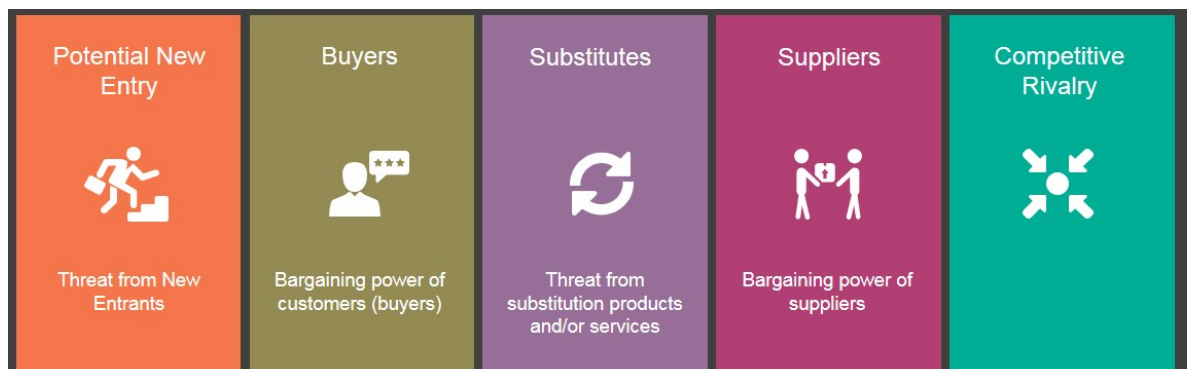 Potential New
Entry
Threat from New
Entrants
Buyers
Bargaining power of
customers (buyers)
Substitutes
Threat from
substitution products
and/or services
Suppliers
Bargaining power of
suppliers
Competitive
Rivalry